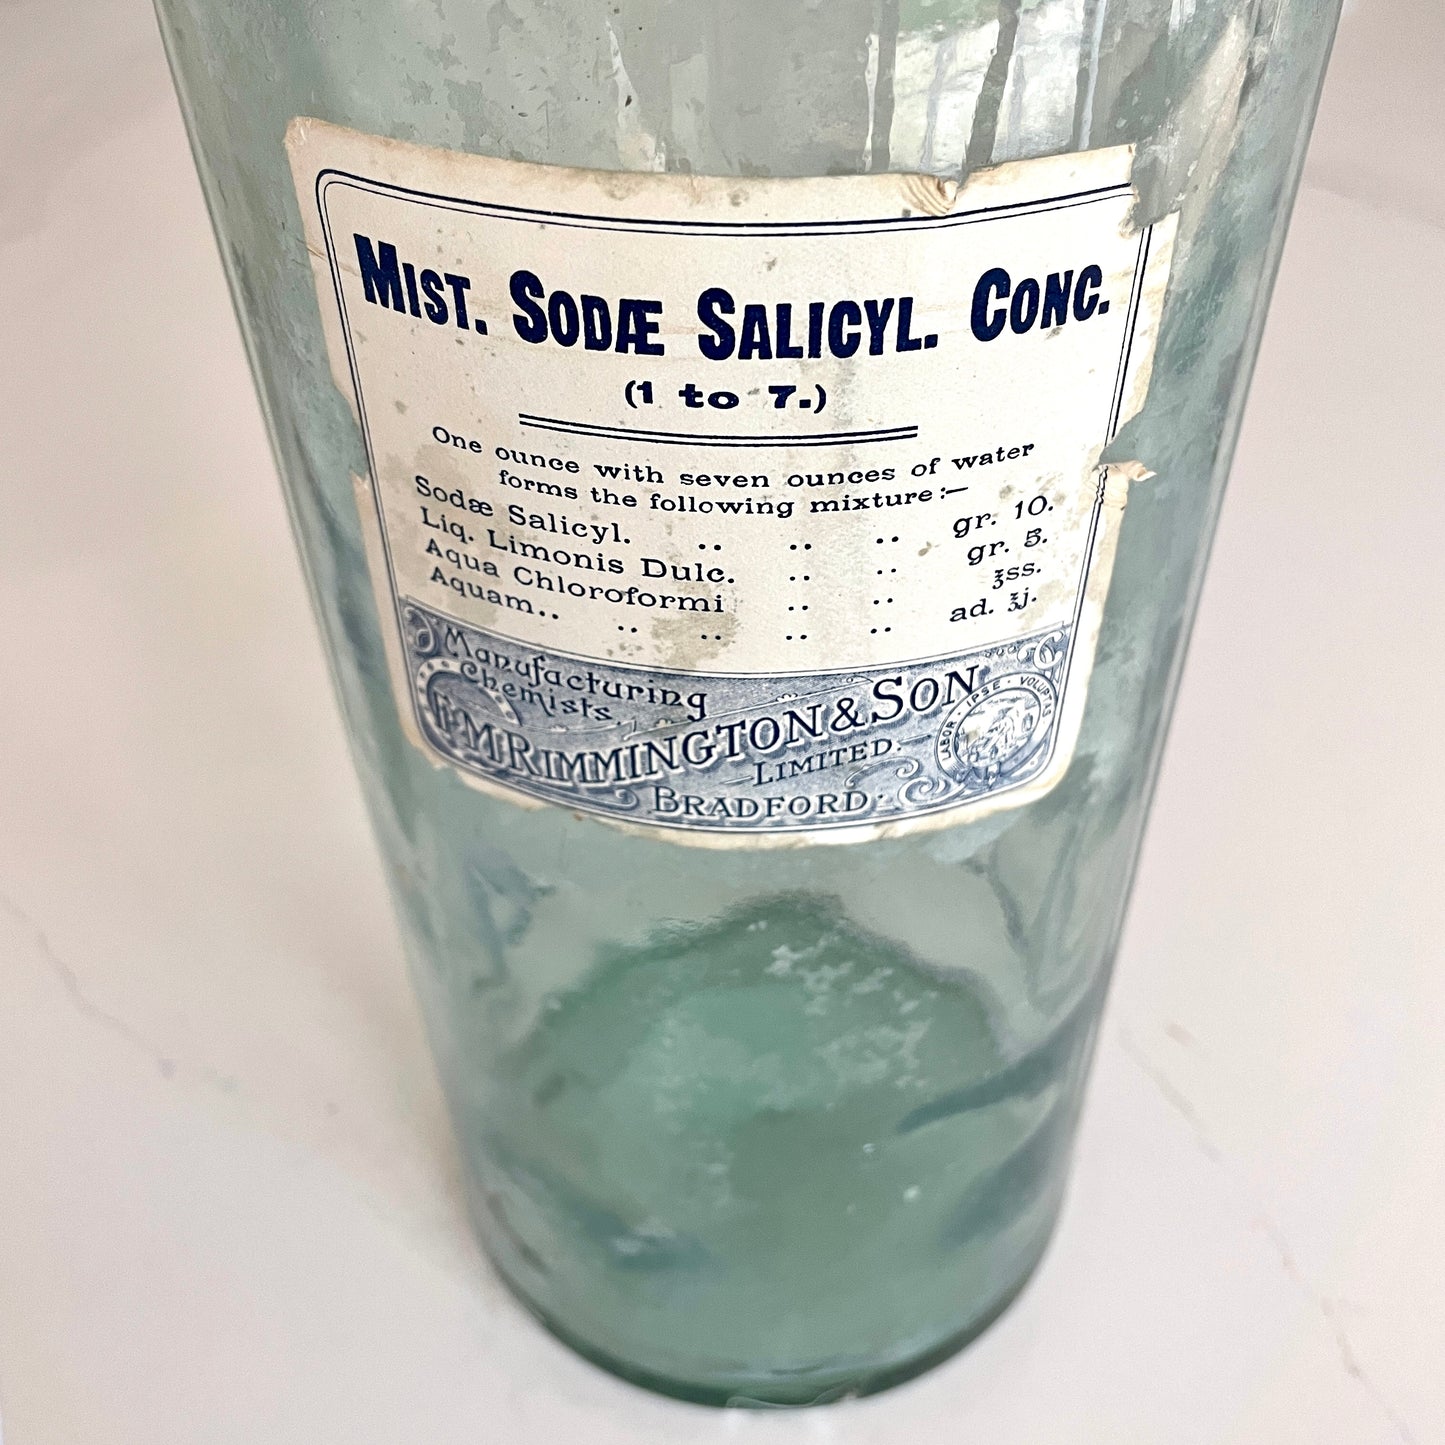 MIST. SODÆ SALICYL. CONC.
(1 to 7.)
One ounce with seven ounces of water
forms the following mixture:—
Sodæ Salicyl. .. .. .. gr. 10.
Liq. Limonis Dulc. .. .. gr. 5.
Aqua Chloroformi .. .. ʒss.
Aquam.. .. .. .. .. ad. ℥j.
Manufacturing
Chemists.
F. M. RIMMINGTON & SON
LIMITED.
BRADFORD.
LABOR · IPSE · VOLUPTAS